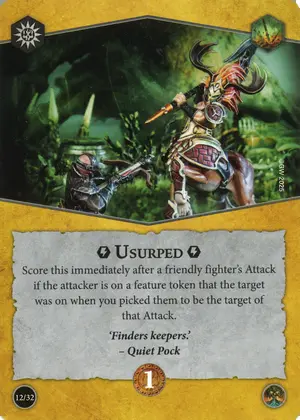 ©GW 2025
Usurped
Score this immediately after a friendly fighter's Attack
if the attacker is on a feature token that the target
was on when you picked them to be the target of
that Attack.
'Finders keepers.'
– Quiet Pock
12/32
1